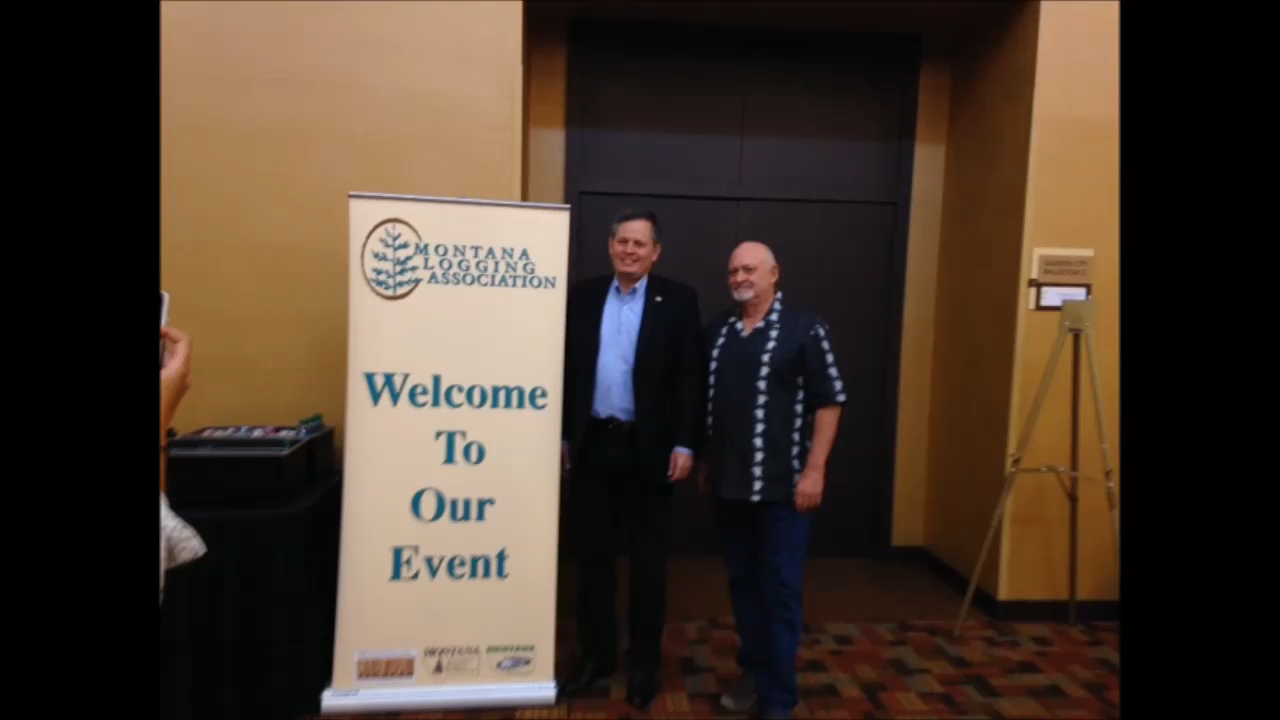 MONTANA
LOGGING
ASSOCIATION
Welcome
To
Our
Event